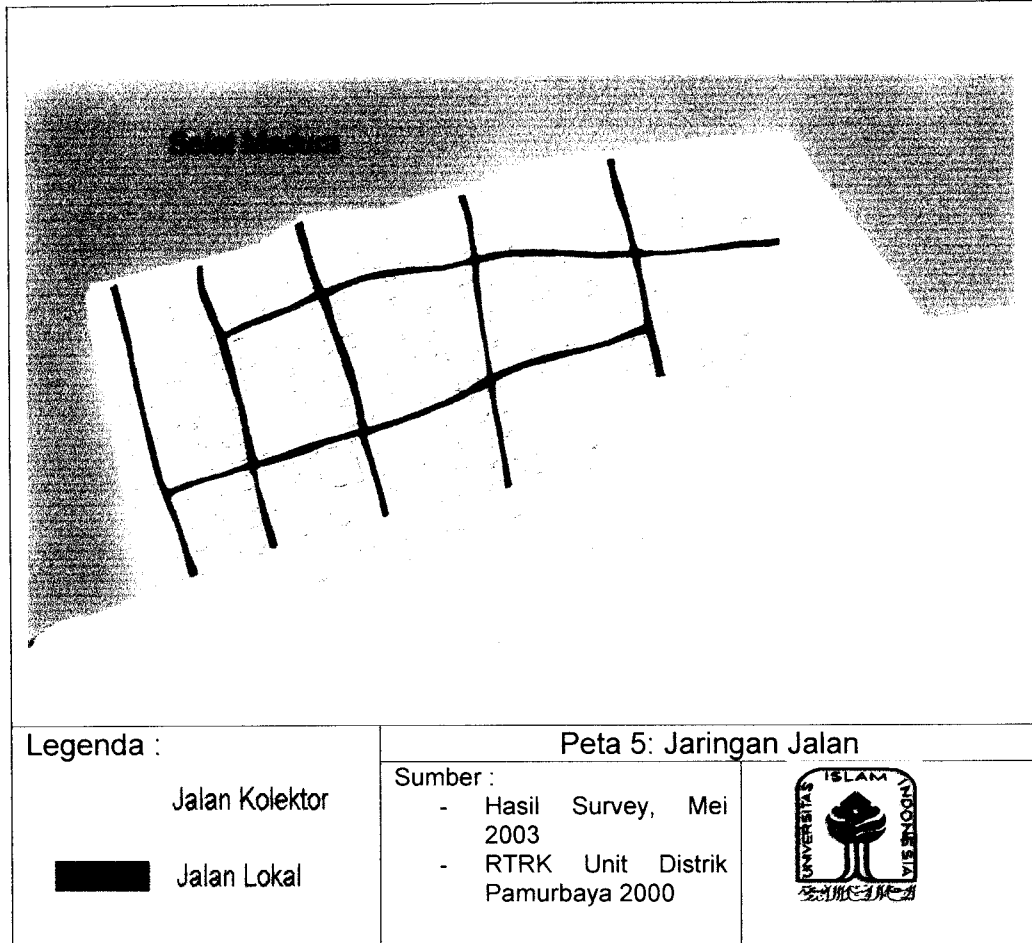 Selat Madura
Legenda :
Jalan Kolektor
Jalan Lokal
Peta 5: Jaringan Jalan
Sumber :
- Hasil Survey, Mei
2003
- RTRK Unit Distrik
Pamurbaya 2000
UNIVERSITAS ISLAM INDONESIA